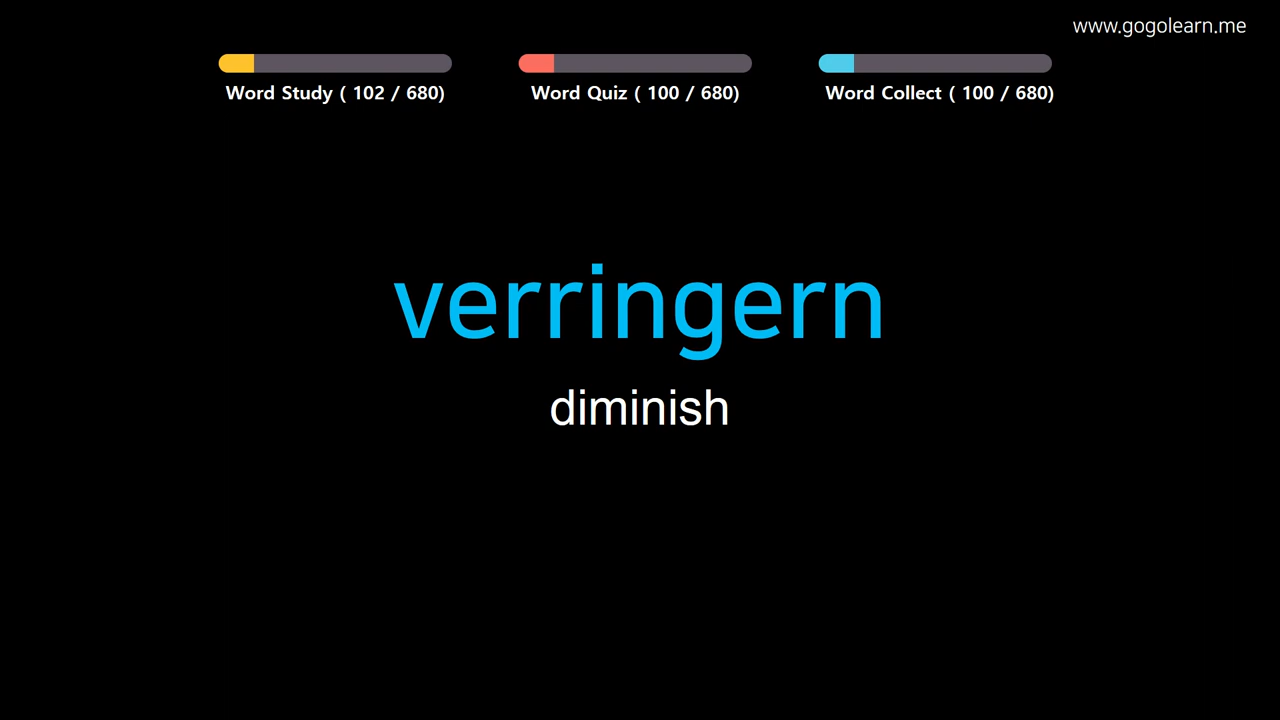 www.gogolearn.me
Word Study ( 102 / 680)
Word Quiz ( 100 / 680)
Word Collect ( 100 / 680)
verringern
diminish